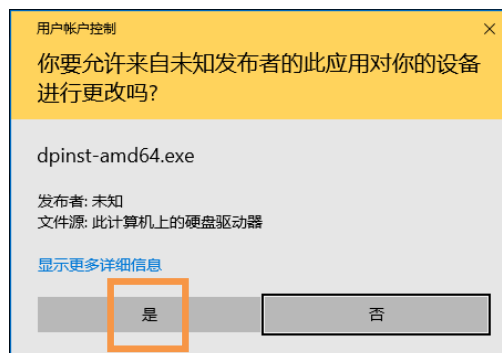 用户帐户控制
你要允许来自未知发布者的此应用对你的设备
进行更改吗?
dpinst-amd64.exe
发布者: 未知
文件源: 此计算机上的硬盘驱动器
显示更多详细信息
是
否